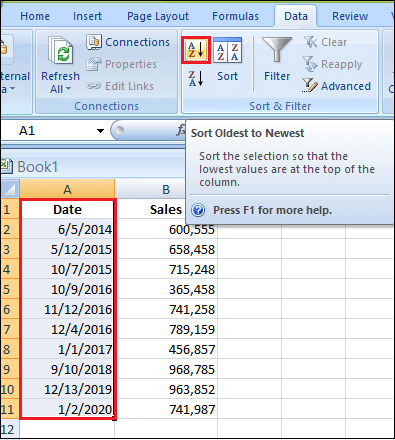 Home Insert Page Layout Formulas Data Review View
Connections
Properties
Edit Links
Refresh
All
Connections
A
Z
Z
A
A Z
Z A
Sort
Filter
Clear
Reapply
Advanced
Sort & Filter
A1
Sort Oldest to Newest
Sort the selection so that the
lowest values are at the top of the
column.
Press F1 for more help.
Book1
A B
1 Date Sales
2 6/5/2014 600,555
3 5/12/2015 658,458
4 10/7/2015 715,248
5 10/9/2016 365,458
6 11/12/2016 741,258
7 12/4/2016 789,159
8 1/1/2017 456,857
9 9/10/2018 968,785
10 12/13/2019 963,852
11 1/2/2020 741,987
12